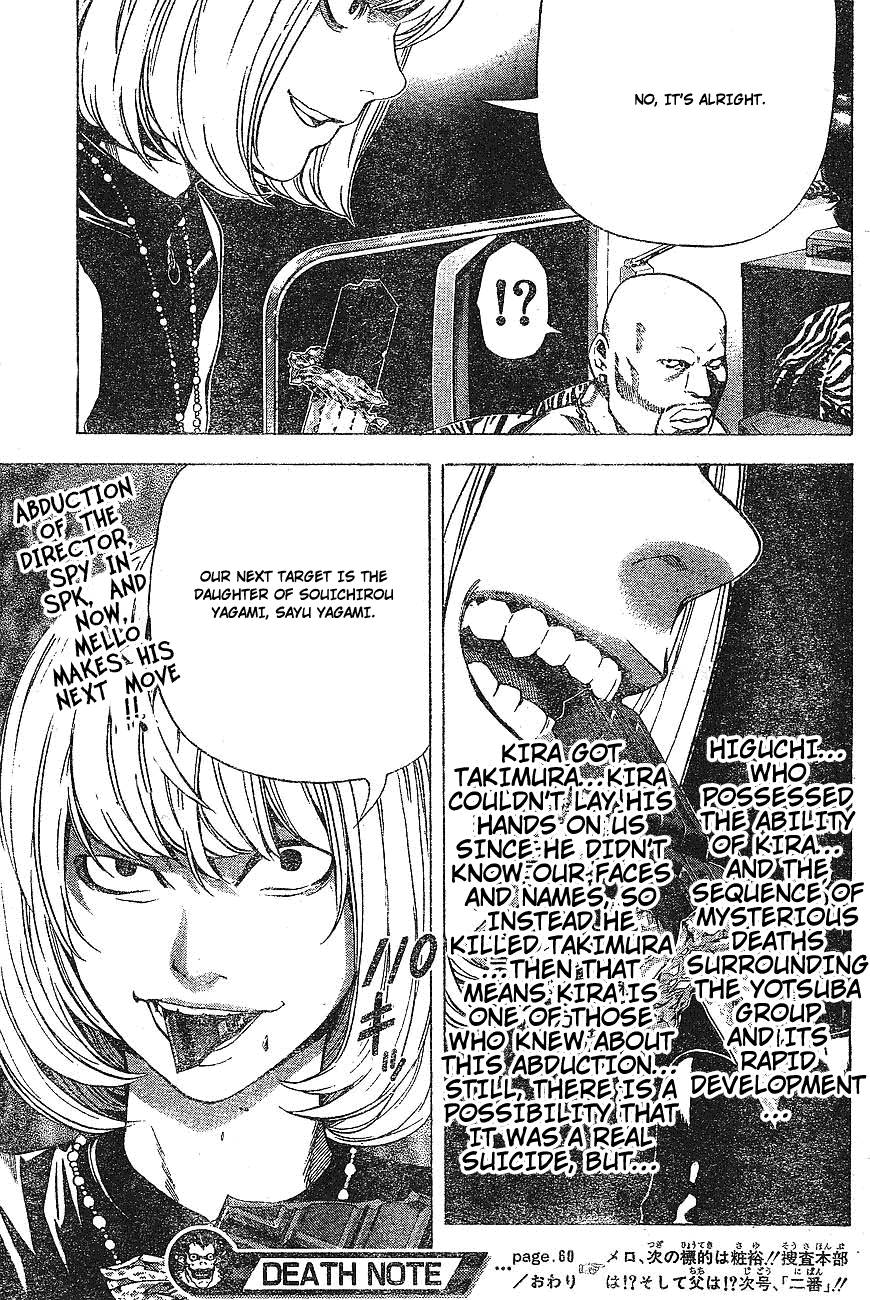 NO, IT'S ALRIGHT.
!?
HIGUCHI...
WHO
POSSESSED
THE ABILITY
OF KIRA...
AND THE
SEQUENCE OF
MYSTERIOUS
DEATHS
SURROUNDING
THE YOTSUBA
GROUP
AND ITS
RAPID
DEVELOPMENT
...
KIRA GOT
TAKIMURA...KIRA
COULDN'T LAY HIS
HANDS ON US
SINCE HE DIDN'T
KNOW OUR FACES
AND NAMES, SO
INSTEAD HE
KILLED TAKIMURA
...THEN THAT
MEANS KIRA IS
ONE OF THOSE
WHO KNEW ABOUT
THIS ABDUCTION...
STILL, THERE IS A
POSSIBILITY THAT
IT WAS A REAL
SUICIDE, BUT...
OUR NEXT TARGET IS THE
DAUGHTER OF SOUICHIROU
YAGAMI, SAYU YAGAMI.
ABDUCTION
OF THE
DIRECTOR,
SPY IN
SPK, AND
NOW,
MELLO
MAKES HIS
NEXT MOVE
!!
パキッ
DEATH NOTE
...page.60
/おわり
メロ、次の標的は粧裕!!捜査本部
は!?そして父は!?次号、「二番」!!